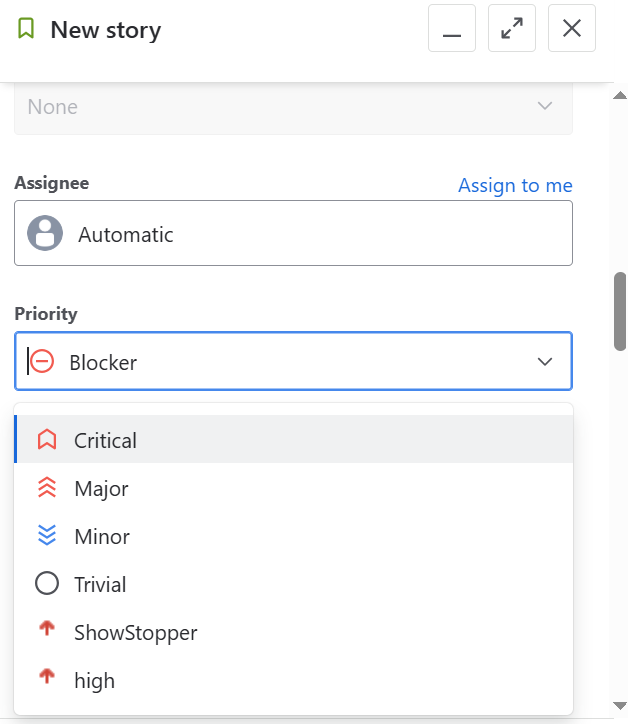 New story
None
Assignee
Assign to me
Automatic
Priority
Blocker
Critical
Major
Minor
Trivial
ShowStopper
high